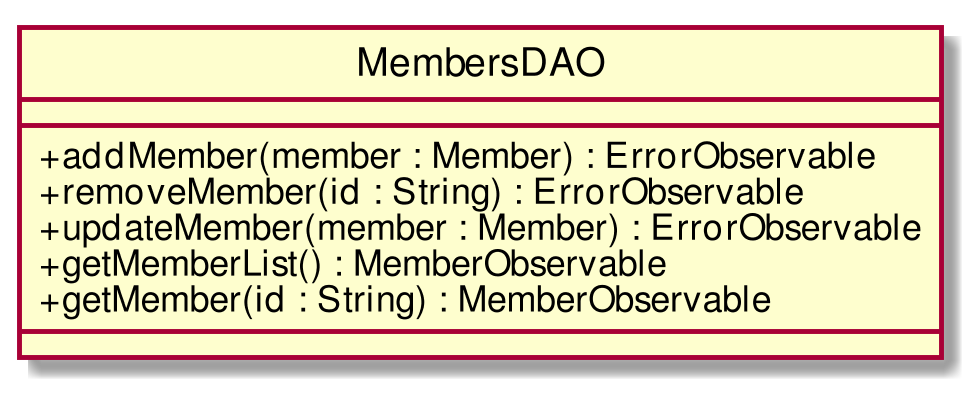 MembersDAO
+addMember(member : Member) : ErrorObservable
+removeMember(id : String) : ErrorObservable
+updateMember(member : Member) : ErrorObservable
+getMemberList() : MemberObservable
+getMember(id : String) : MemberObservable